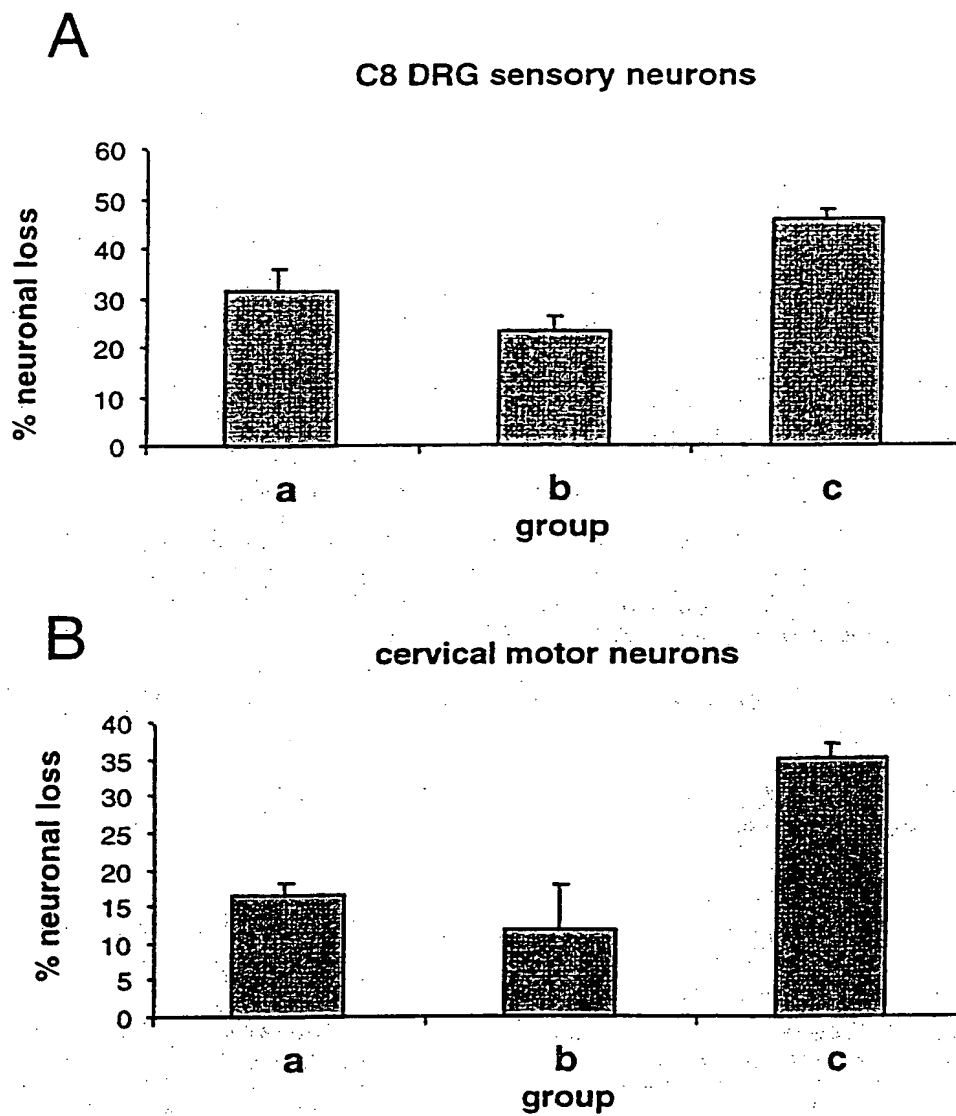 A
C8 DRG sensory neurons
% neuronal loss
60
50
40
30
20
10
0
a b c
group
B
cervical motor neurons
% neuronal loss
40
35
30
25
20
15
10
5
0
a b c
group